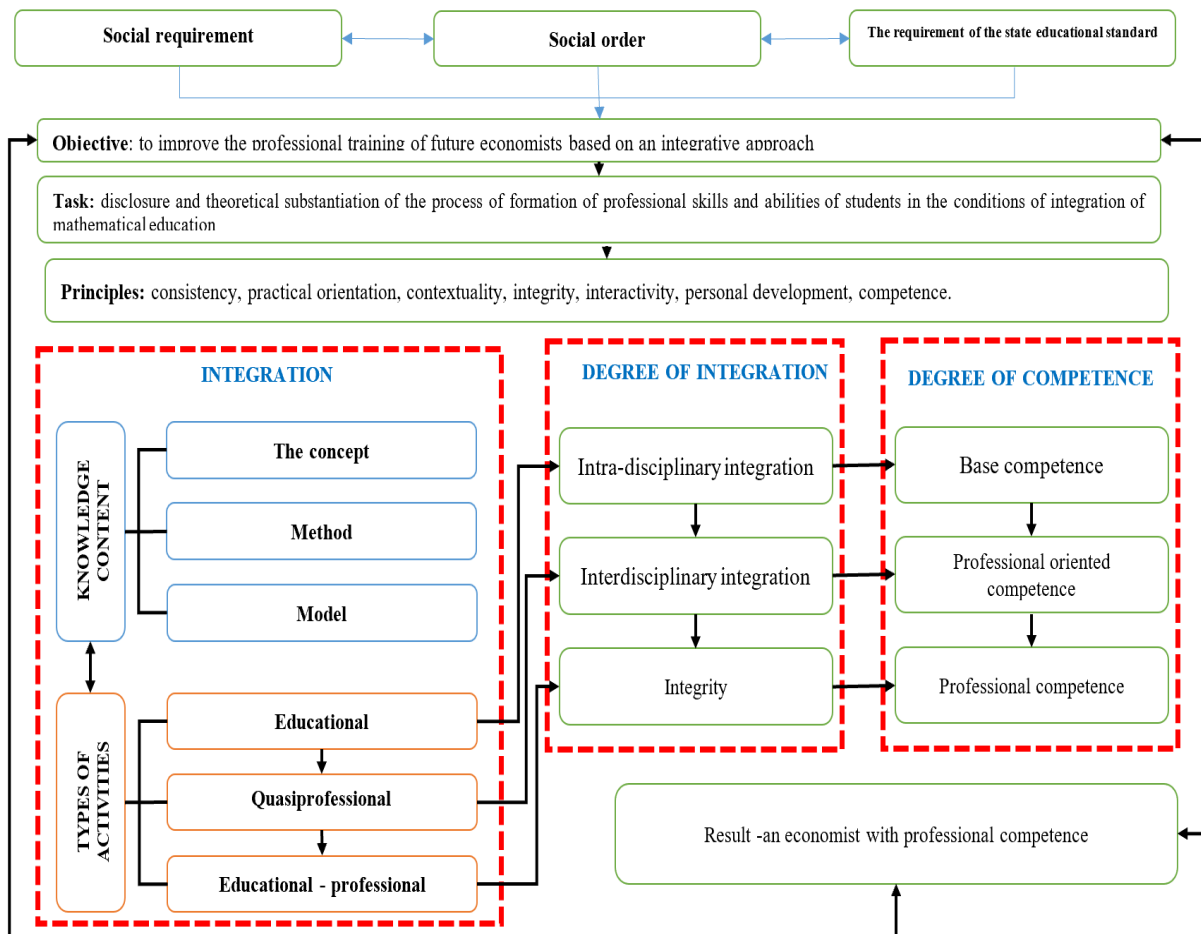 Social requirement
Social order
The requirement of the state educational standard
Objective: to improve the professional training of future economists based on an integrative approach
Task: disclosure and theoretical substantiation of the process of formation of professional skills and abilities of students in the conditions of integration of
mathematical education
Principles: consistency, practical orientation, contextuality, integrity, interactivity, personal development, competence.
INTEGRATION
KNOWLEDGE
CONTENT
The concept
Method
Model
TYPES OF
ACTIVITIES
Educational
Quasiprofessional
Educational - professional
DEGREE OF INTEGRATION
Intra-disciplinary integration
Interdisciplinary integration
Integrity
DEGREE OF COMPETENCE
Base competence
Professional oriented
competence
Professional competence
Result -an economist with professional competence